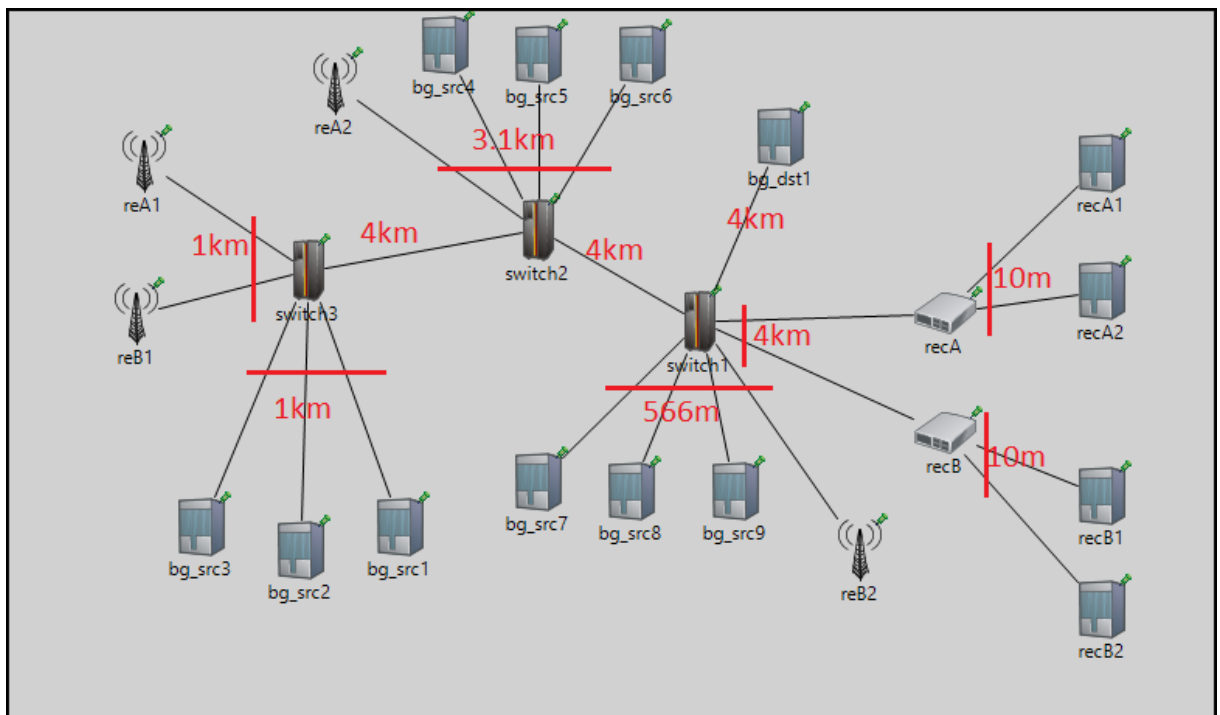 bg_src4
bg_src5
bg_src6
reA2
3.1km
bg_dst1
reA1
recA1
1km
4km
4km
4km
switch2
10m
switch3
recA
recA2
reB1
switch1
4km
1km
566m
recB
10m
bg_src7
bg_src8
bg_src9
recB1
bg_src3
bg_src2
bg_src1
reB2
recB2